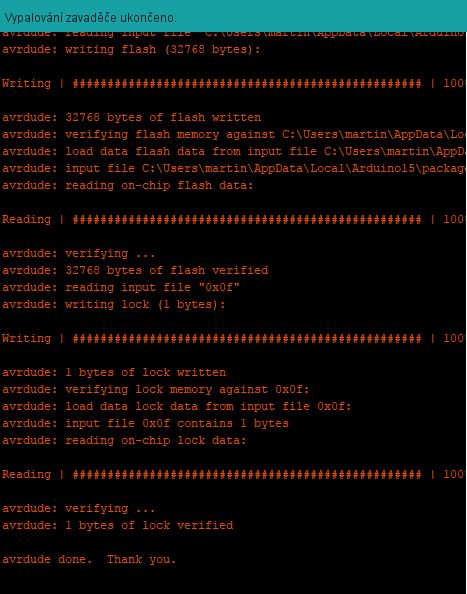 Vypalování zavaděče ukončeno.
avrdude: reading input file "C:\Users\martin\AppData\Local\Arduino
avrdude: writing flash (32768 bytes):
Writing | ################################################## | 100%
avrdude: 32768 bytes of flash written
avrdude: verifying flash memory against C:\Users\martin\AppData\Lo
avrdude: load data flash data from input file C:\Users\martin\AppD
avrdude: input file C:\Users\martin\AppData\Local\Arduino15\packag
avrdude: reading on-chip flash data:
Reading | ################################################## | 100%
avrdude: verifying ...
avrdude: 32768 bytes of flash verified
avrdude: reading input file "0x0f"
avrdude: writing lock (1 bytes):
Writing | ################################################## | 100%
avrdude: 1 bytes of lock written
avrdude: verifying lock memory against 0x0f:
avrdude: load data lock data from input file 0x0f:
avrdude: input file 0x0f contains 1 bytes
avrdude: reading on-chip lock data:
Reading | ################################################## | 100%
avrdude: verifying ...
avrdude: 1 bytes of lock verified
avrdude done.  Thank you.